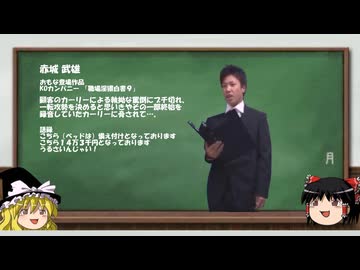 赤城 武雄
おもな登場作品
KOカンパニー 「職場淫猥白書9」
顧客のカーリーによる執拗な罵倒にブチ切れ、
一転攻勢を決めると思いきやその一部始終を
録音していたカーリーに脅されて…。
語録
こちら（ベッドは）備え付けとなっております
こちら14万3千円となっております
うるさいんじゃい！
月